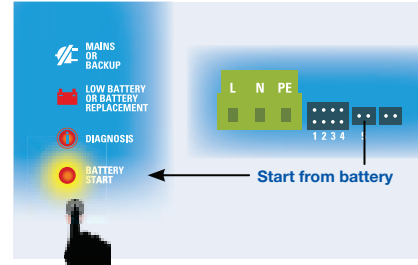 MAINS
OR
BACKUP
LOW BATTERY
OR BATTERY
REPLACEMENT
DIAGNOSIS
BATTERY
START
L N PE
1 2 3 4 5
Start from battery